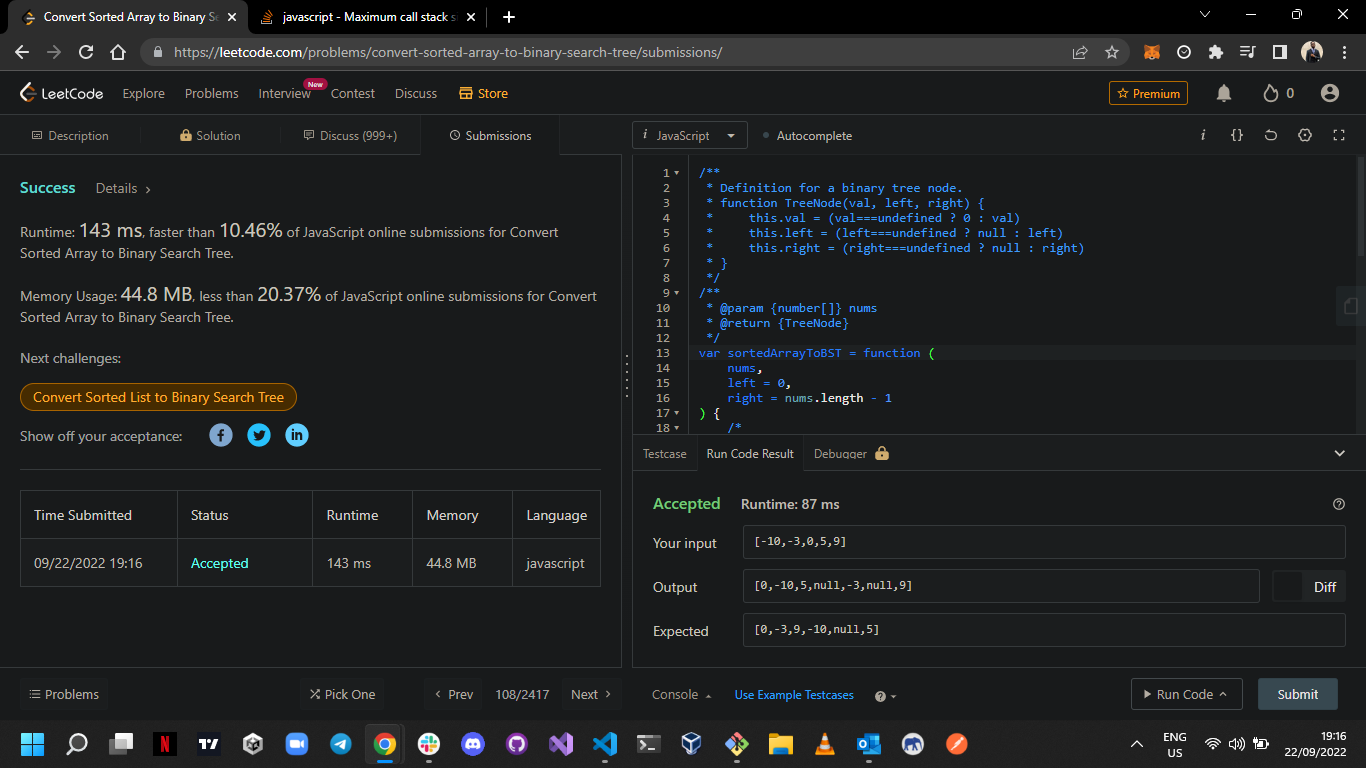 Convert Sorted Array to Binary Se
javascript - Maximum call stack s
https://leetcode.com/problems/convert-sorted-array-to-binary-search-tree/submissions/
LeetCode
Explore
Problems
Interview
New
Contest
Discuss
Store
Premium
0
Description
Solution
Discuss (999+)
Submissions
i JavaScript
Autocomplete
i {}
Success
Details >
Runtime: 143 ms, faster than 10.46% of JavaScript online submissions for Convert
Sorted Array to Binary Search Tree.
Memory Usage: 44.8 MB, less than 20.37% of JavaScript online submissions for Convert
Sorted Array to Binary Search Tree.
Next challenges:
Convert Sorted List to Binary Search Tree
Show off your acceptance:
Time Submitted Status Runtime Memory Language
09/22/2022 19:16 Accepted 143 ms 44.8 MB javascript
1 /**
2 * Definition for a binary tree node.
3 * function TreeNode(val, left, right) {
4 *     this.val = (val===undefined ? 0 : val)
5 *     this.left = (left===undefined ? null : left)
6 *     this.right = (right===undefined ? null : right)
7 * }
8 */
9 /**
10 * @param {number[]} nums
11 * @return {TreeNode}
12 */
13 var sortedArrayToBST = function (
14     nums,
15     left = 0,
16     right = nums.length - 1
17 ) {
18     /*
Testcase
Run Code Result
Debugger
Accepted
Runtime: 87 ms
Your input
[-10,-3,0,5,9]
Output
[0,-10,5,null,-3,null,9]
Diff
Expected
[0,-3,9,-10,null,5]
Problems
Pick One
Prev
108/2417
Next
Console
Use Example Testcases
Run Code
Submit
ENG
US
19:16
22/09/2022